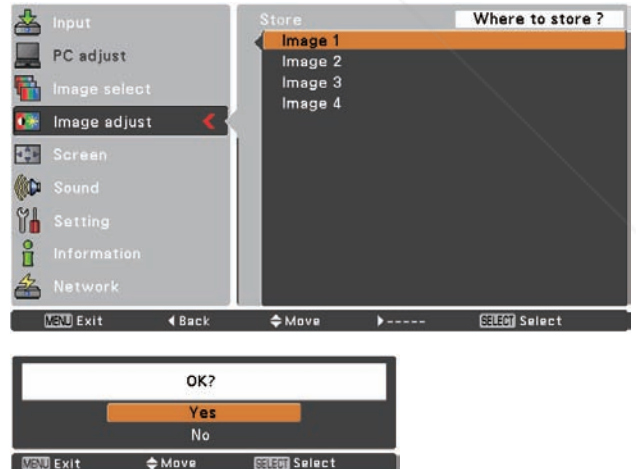 Input
PC adjust
Image select
Image adjust
Screen
Sound
Setting
Information
Network
Store
Where to store ?
Image 1
Image 2
Image 3
Image 4
MENU Exit
Back
Move
-----
SELECT Select
OK?
Yes
No
MENU Exit
Move
SELECT Select